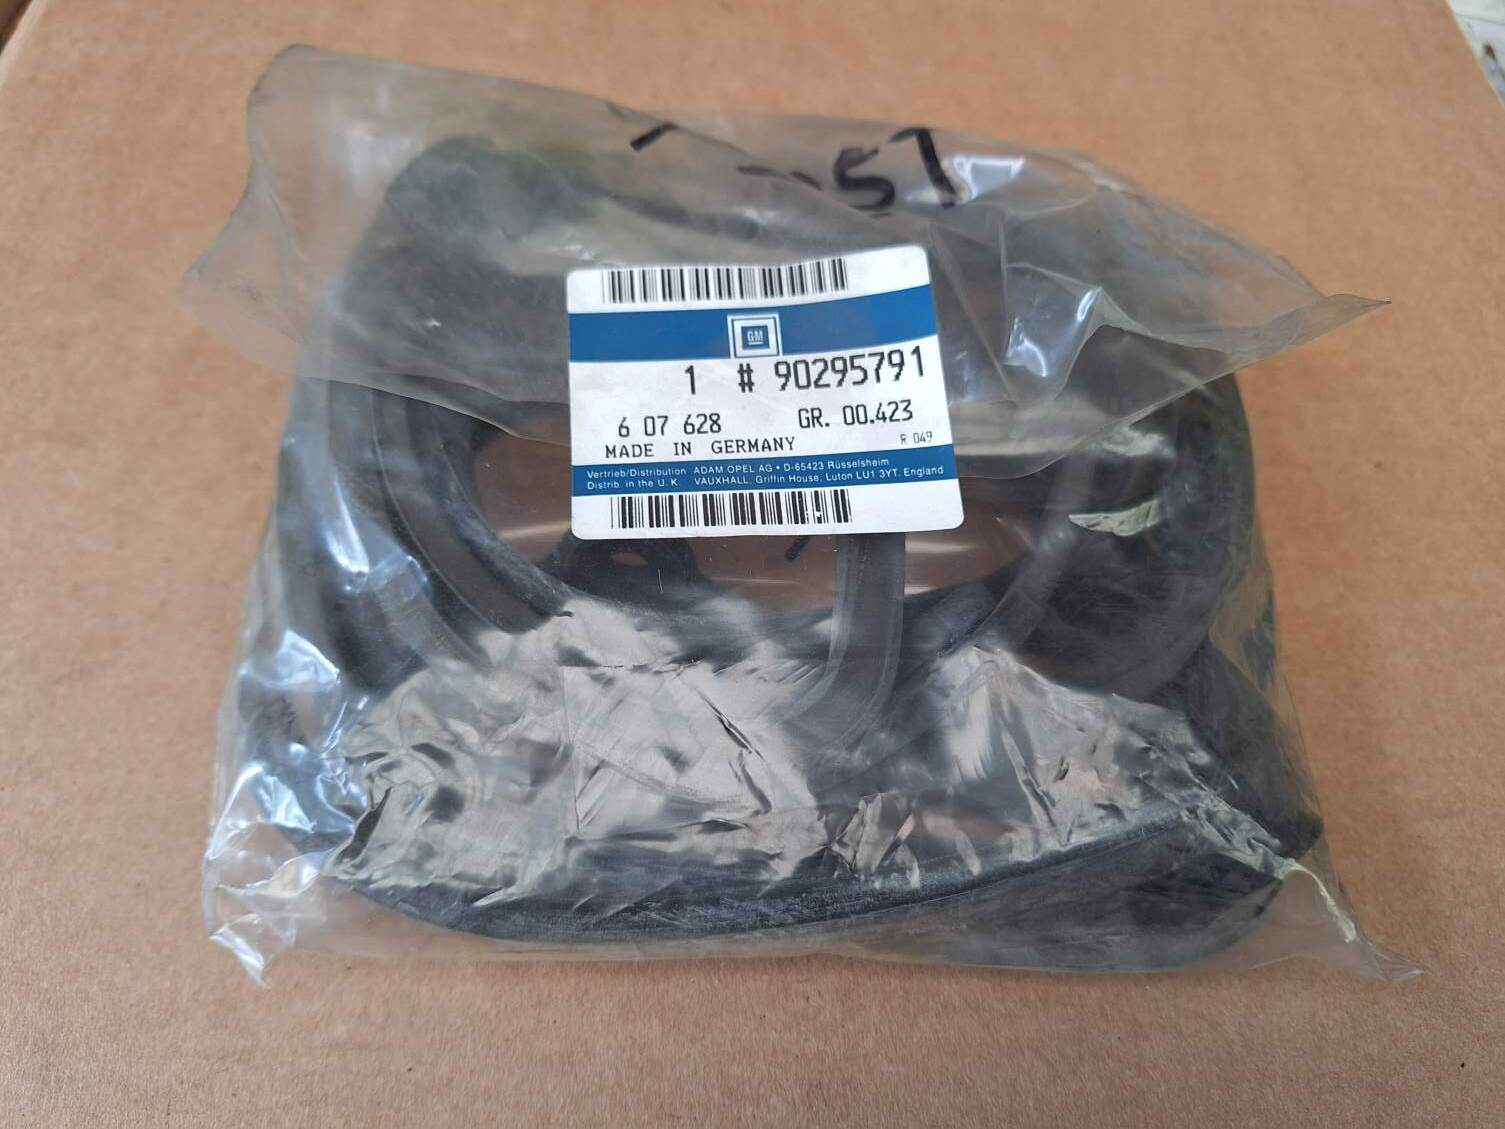 57
GM
1 # 90295791
6 07 628 GR. 00.423
MADE IN GERMANY R 049
Vertrieb/Distribution ADAM OPEL AG • D-65423 Rüsselsheim
Distrib. in the U. K. VAUXHALL, Griffin House, Luton LU1 3YT. England